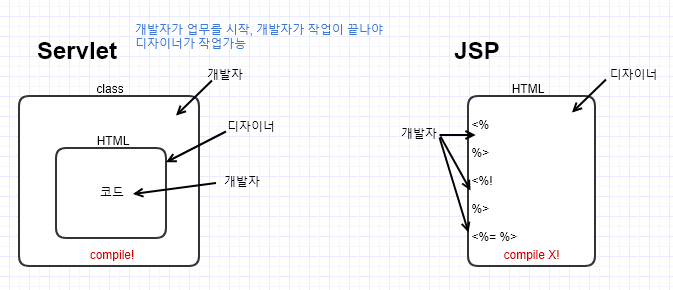 개발자가 업무를 시작, 개발자가 작업이 끝나야
디자이너가 작업가능
Servlet
class
개발자
HTML
디자이너
코드
개발자
compile!
JSP
HTML
디자이너
개발자
<%
%>
<%!
%>
<%= %>
compile X!